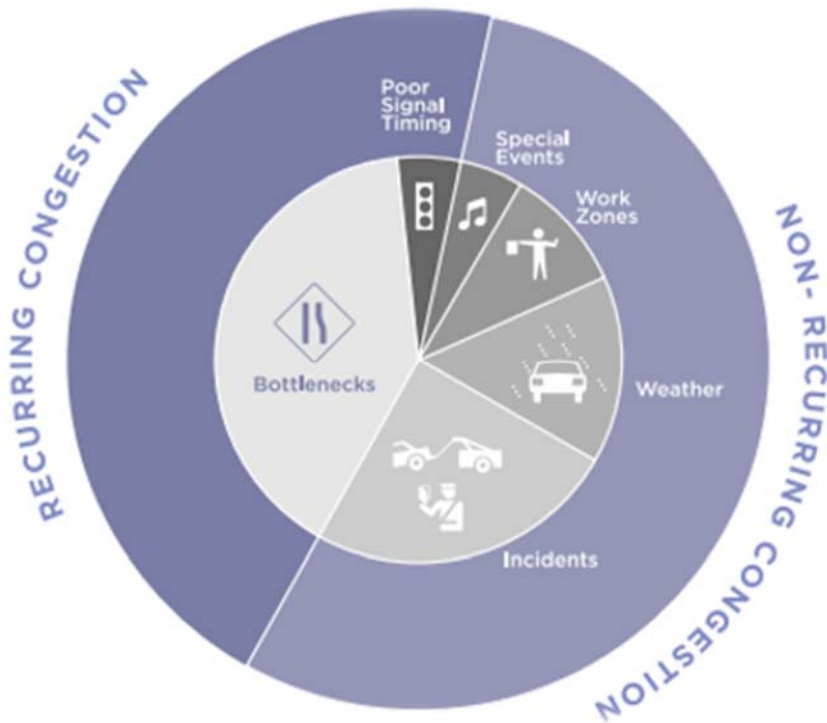 RECURRING CONGESTION
Poor
Signal
Timing
Special
Events
Work
Zones
NON- RECURRING CONGESTION
Bottlenecks
Weather
Incidents